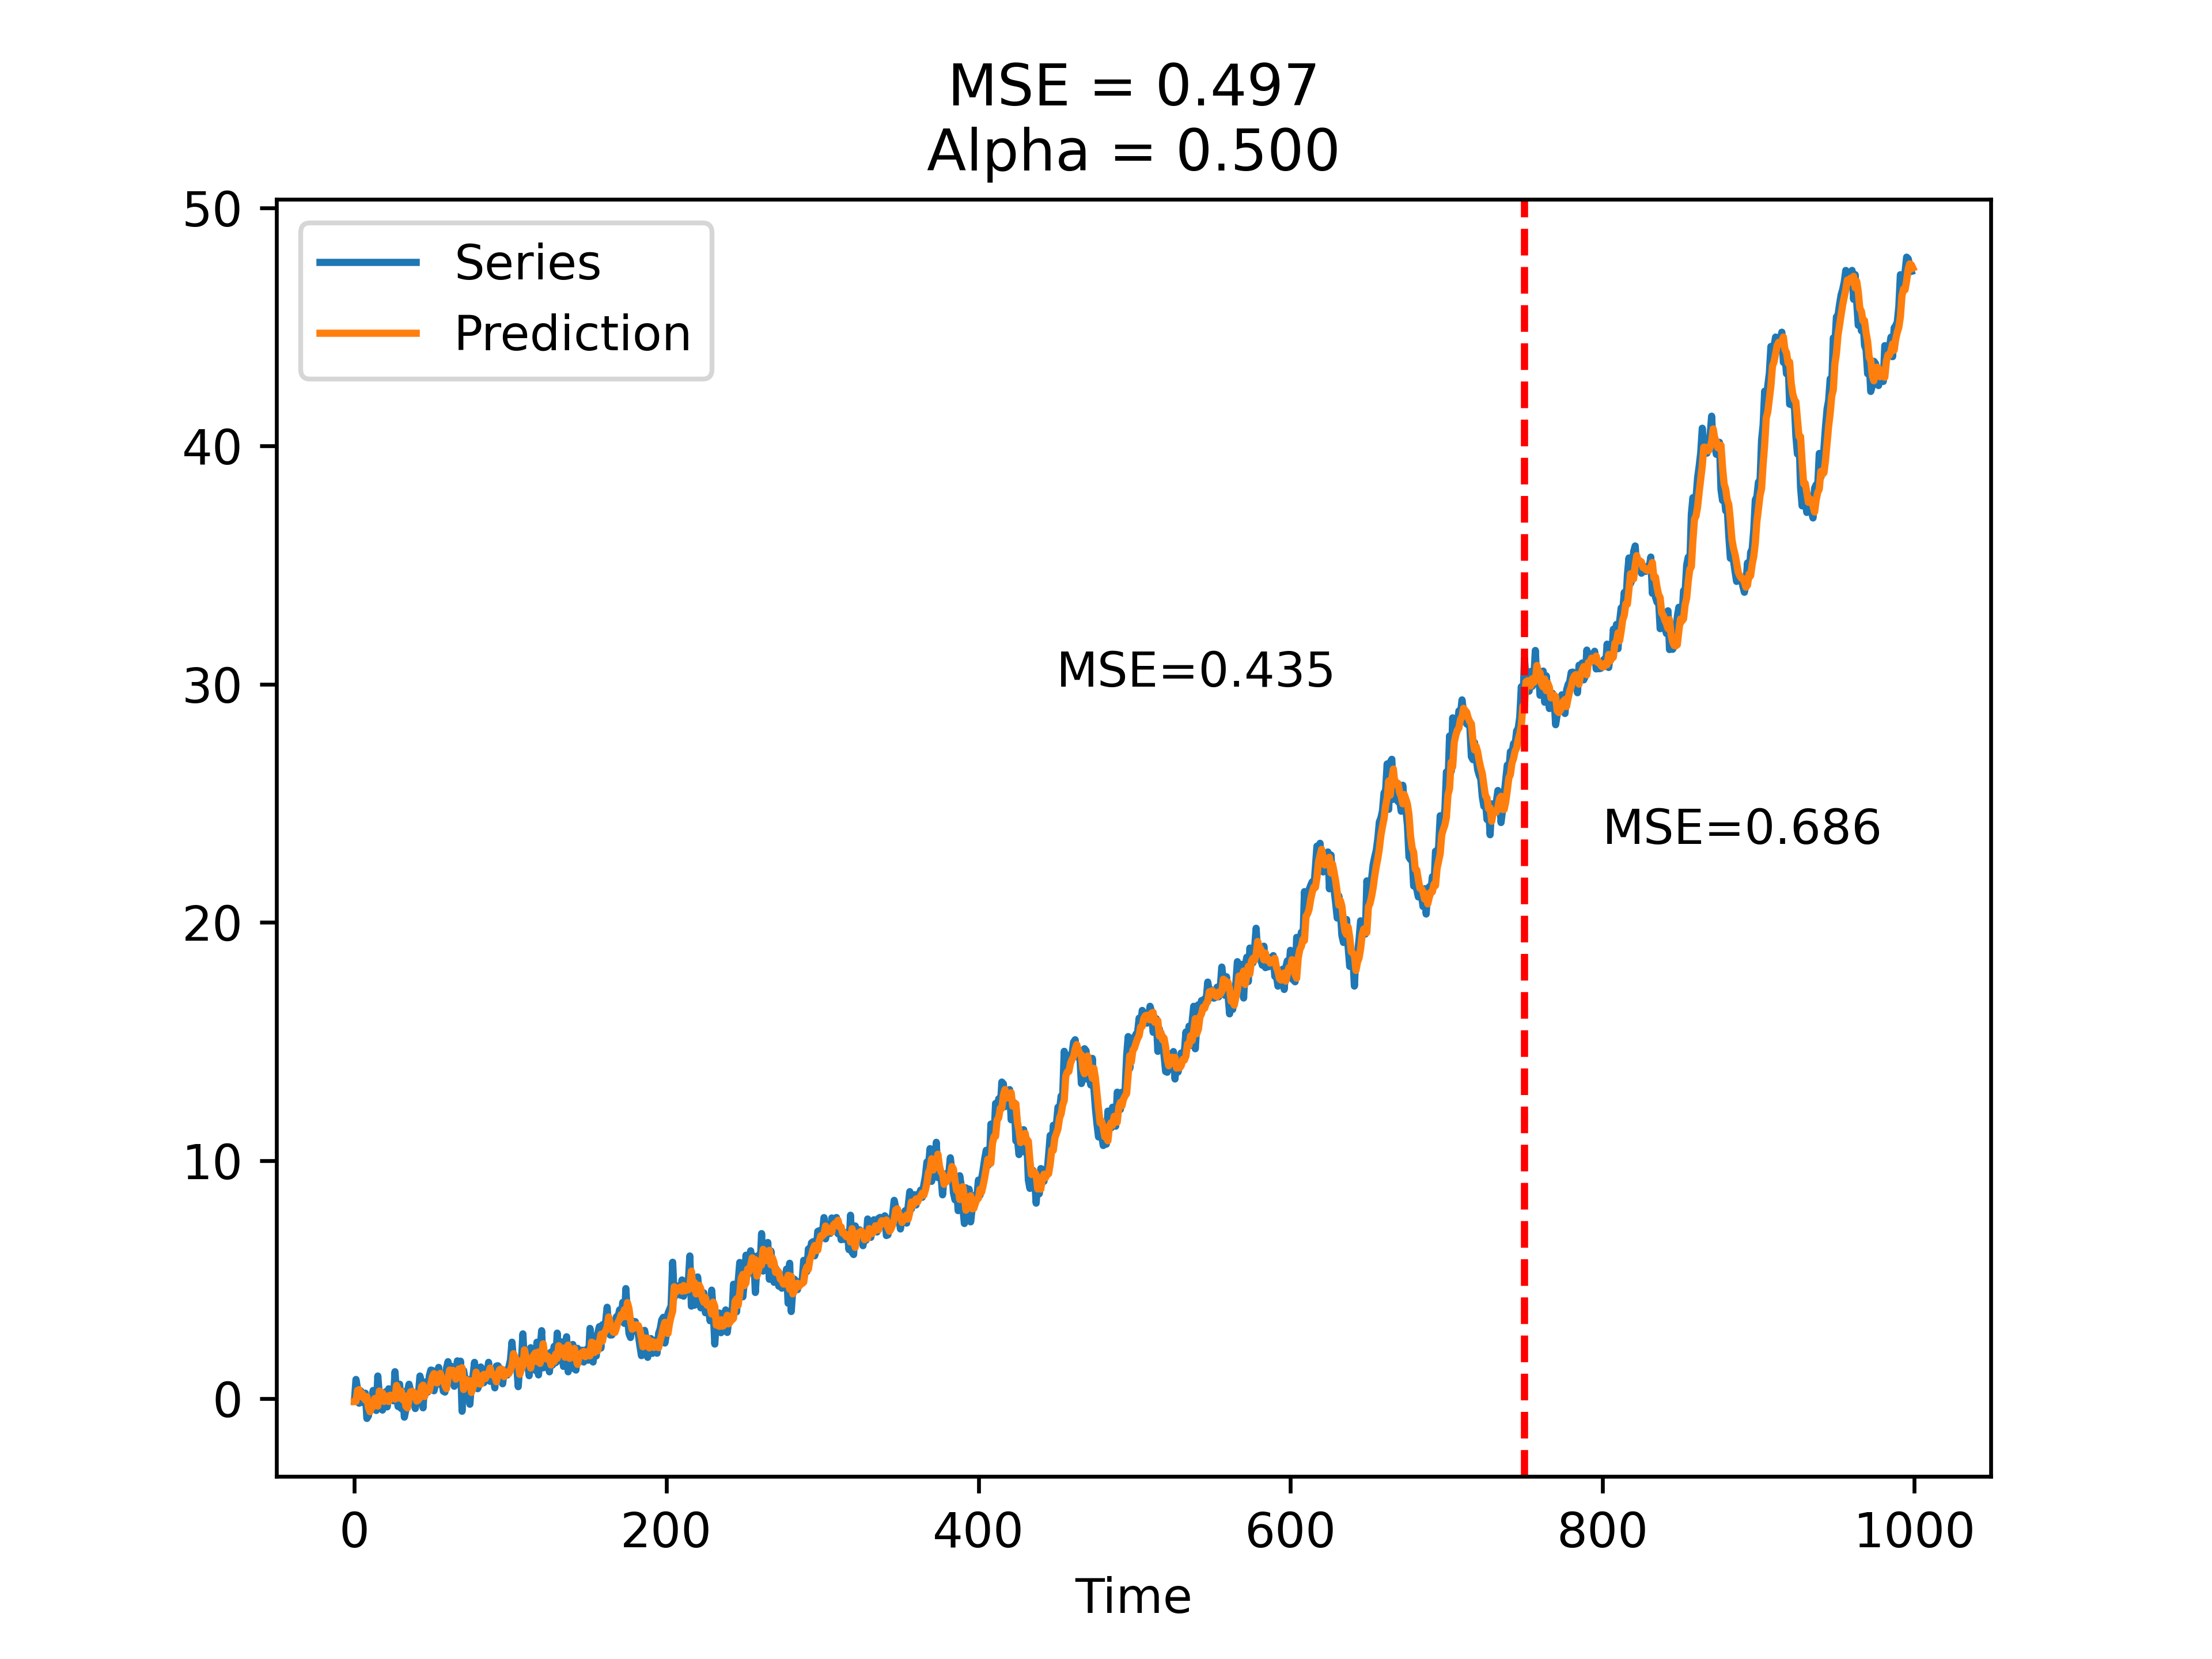 MSE = 0.497
Alpha = 0.500
Series
Prediction
50
40
30
20
10
0
MSE=0.435
MSE=0.686
0 200 400 600 800 1000
Time